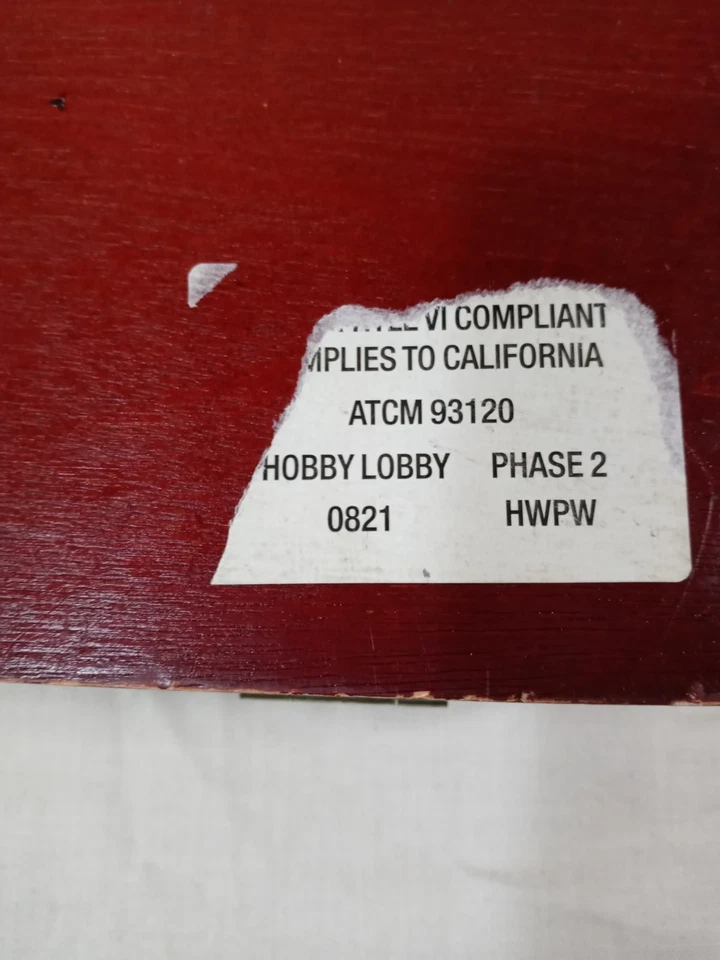 VI COMPLIANT
MPLIES TO CALIFORNIA
ATCM 93120
HOBBY LOBBY PHASE 2
0821 HWPW